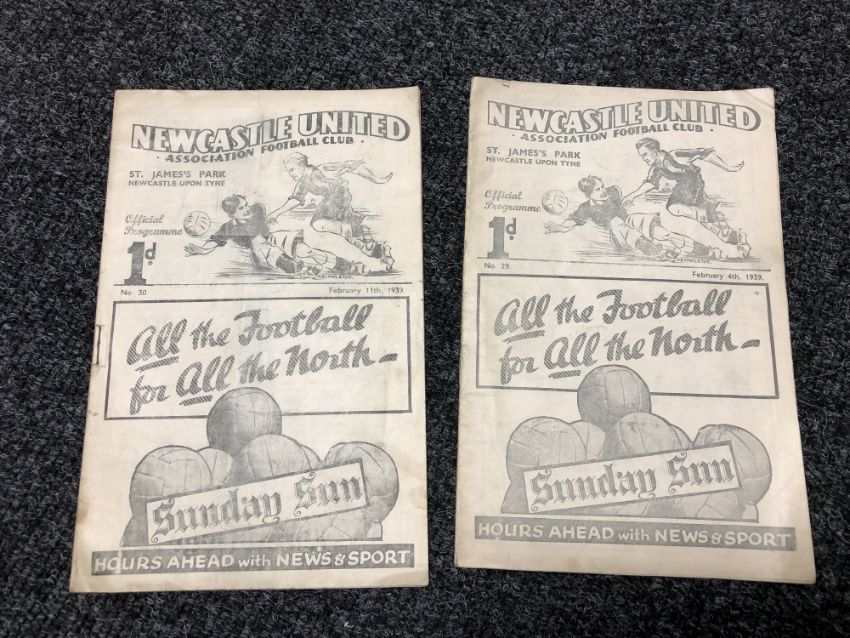 NEWCASTLE UNITED
· ASSOCIATION FOOTBALL CLUB ·
ST. JAMES'S PARK
NEWCASTLE UPON TYNE
Official
Programme
1d.
No. 30 February 11th, 1939.
All the Football
for All the North—
Sunday Sun
HOURS AHEAD with NEWS & SPORT
NEWCASTLE UNITED
· ASSOCIATION FOOTBALL CLUB ·
ST. JAMES'S PARK
NEWCASTLE UPON TYNE
Official
Programme
1d.
No. 29. February 4th, 1939.
All the Football
for All the North—
Sunday Sun
HOURS AHEAD with NEWS & SPORT